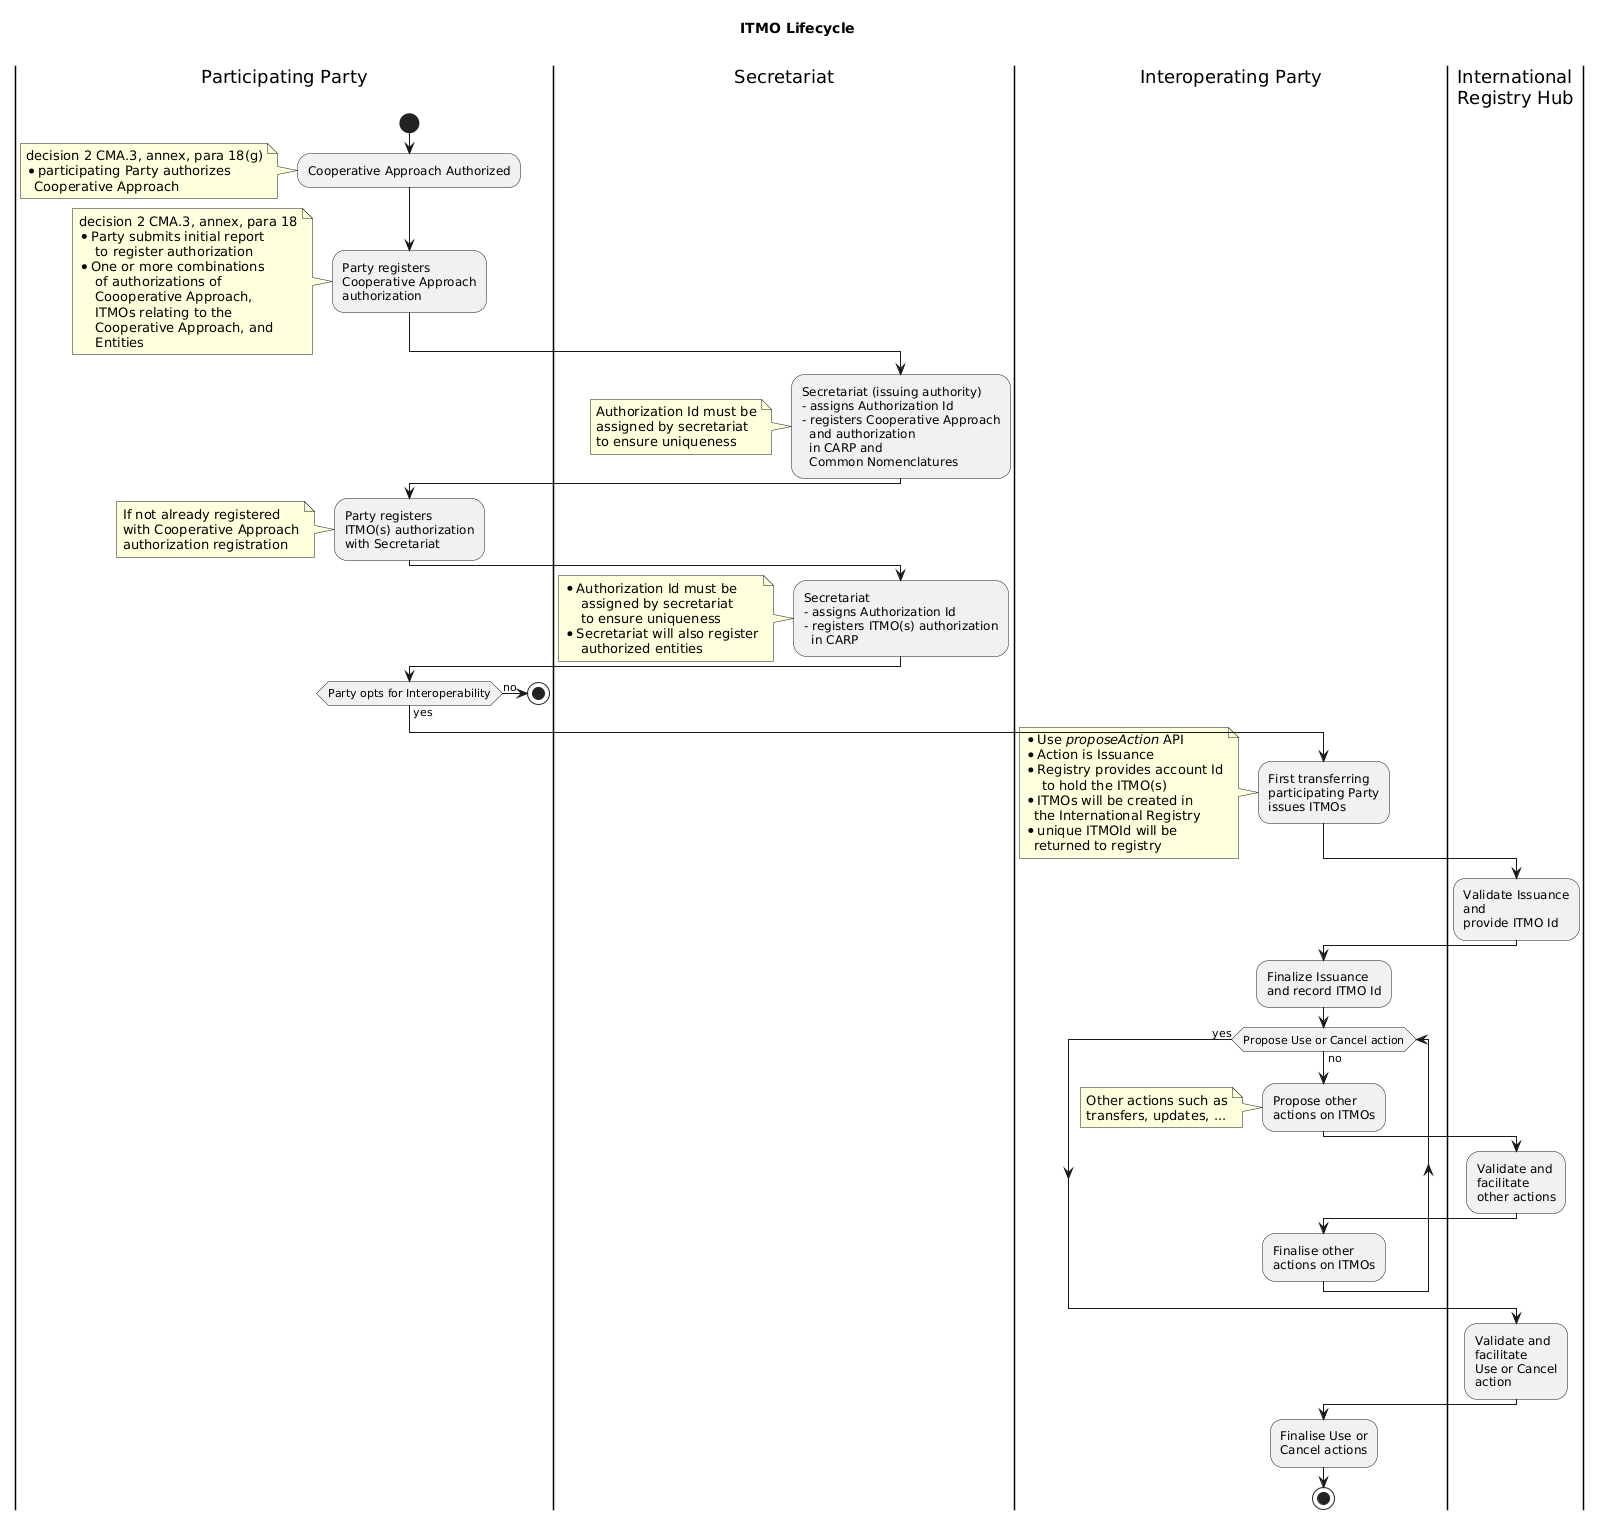 ITMO Lifecycle
Participating Party
Secretariat
Interoperating Party
International
Registry Hub
decision 2 CMA.3, annex, para 18(g)
• participating Party authorizes
Cooperative Approach
Cooperative Approach Authorized
decision 2 CMA.3, annex, para 18
• Party submits initial report
to register authorization
• One or more combinations
of authorizations of
Coooperative Approach,
ITMOs relating to the
Cooperative Approach, and
Entities
Party registers
Cooperative Approach
authorization
Authorization Id must be
assigned by secretariat
to ensure uniqueness
Secretariat (issuing authority)
- assigns Authorization Id
- registers Cooperative Approach
and authorization
in CARP and
Common Nomenclatures
If not already registered
with Cooperative Approach
authorization registration
Party registers
ITMO(s) authorization
with Secretariat
• Authorization Id must be
assigned by secretariat
to ensure uniqueness
• Secretariat will also register
authorized entities
Secretariat
- assigns Authorization Id
- registers ITMO(s) authorization
in CARP
Party opts for Interoperability
no
yes
• Use proposeAction API
• Action is Issuance
• Registry provides account Id
to hold the ITMO(s)
• ITMOs will be created in
the International Registry
• unique ITMOId will be
returned to registry
First transferring
participating Party
issues ITMOs
Validate Issuance
and
provide ITMO Id
Finalize Issuance
and record ITMO Id
yes
Propose Use or Cancel action
no
Other actions such as
transfers, updates, ...
Propose other
actions on ITMOs
Validate and
facilitate
other actions
Finalise other
actions on ITMOs
Validate and
facilitate
Use or Cancel
action
Finalise Use or
Cancel actions